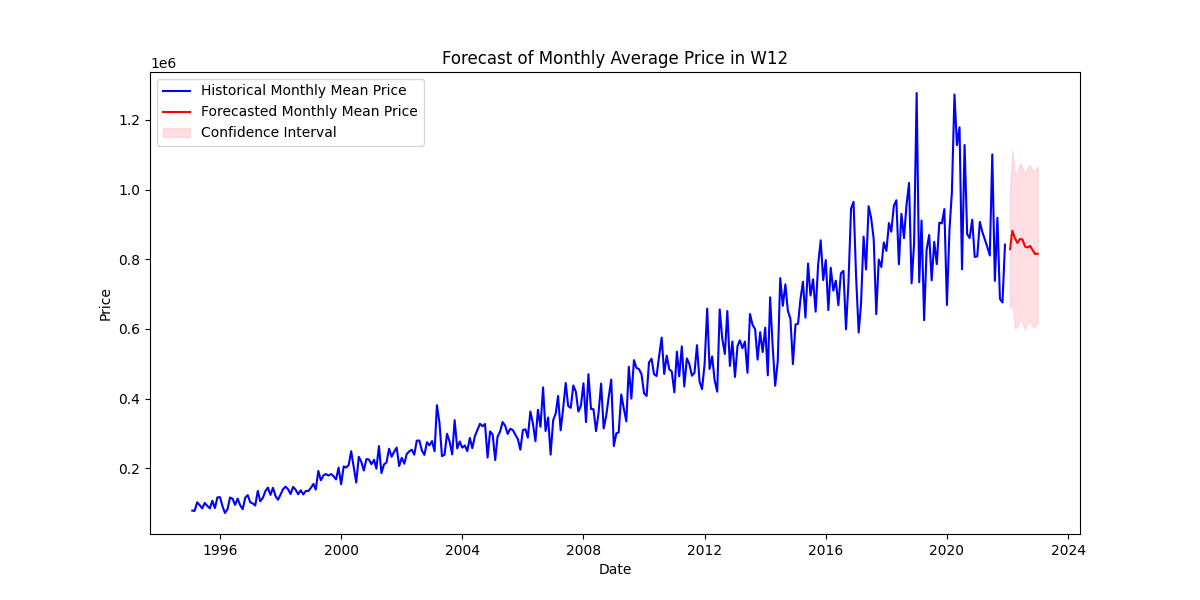 Forecast of Monthly Average Price in W12
1e6
Historical Monthly Mean Price
Forecasted Monthly Mean Price
Confidence Interval
1.2
1.0
0.8
0.6
0.4
0.2
Price
1996 2000 2004 2008 2012 2016 2020 2024
Date